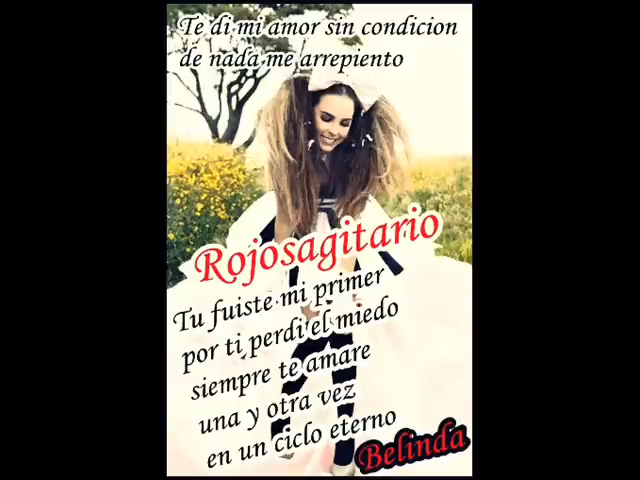 Te di mi amor sin condicion
de nada me arrepiento
Rojosagitario
Tu fuiste mi primer
por ti perdi el miedo
siempre te amare
una y otra vez
en un ciclo eterno
Belinda